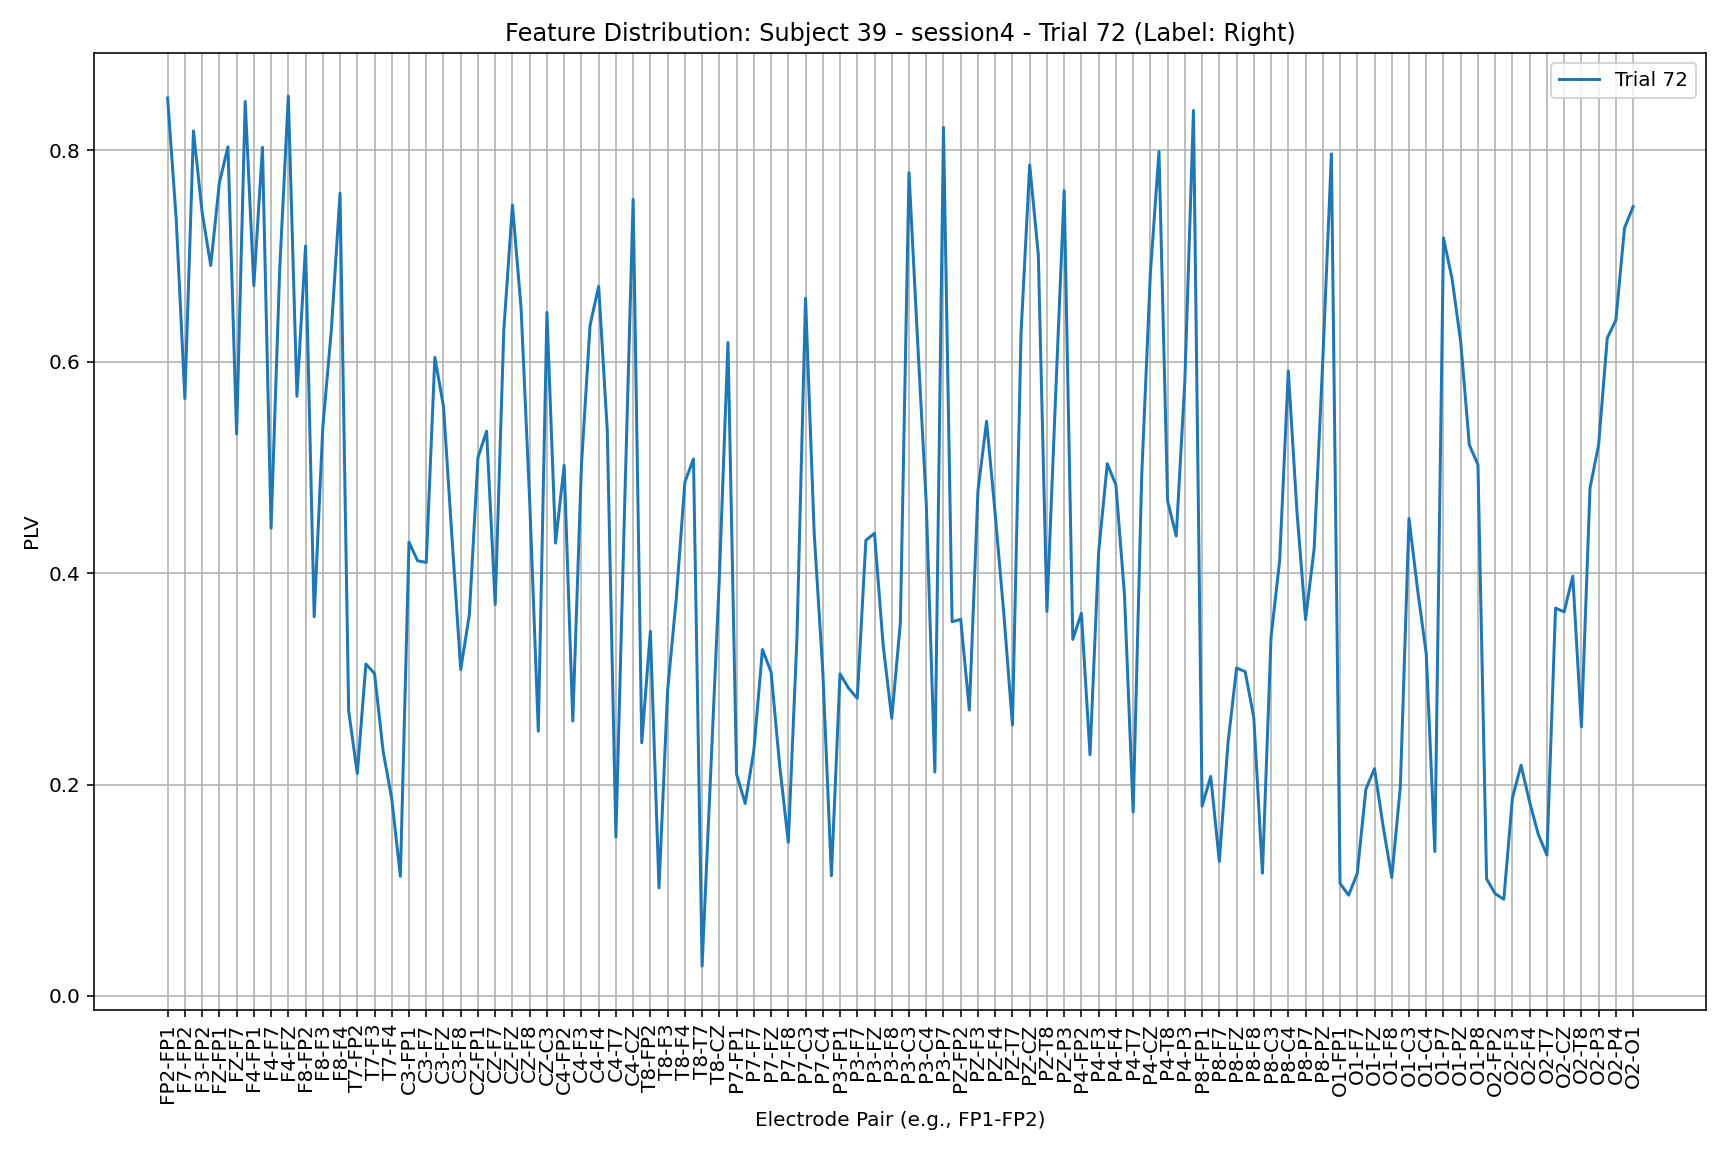 Feature Distribution: Subject 39 - session4 - Trial 72 (Label: Right)
Trial 72
PLV
0.8
0.6
0.4
0.2
0.0
FP2-FP1
F7-FP2
F3-FP2
FZ-FP1
FZ-F7
F4-FP1
F4-F7
F4-FZ
F8-FP2
F8-F3
F8-F4
T7-FP2
T7-F3
T7-F4
C3-FP1
C3-F7
C3-FZ
C3-F8
CZ-FP1
CZ-F7
CZ-FZ
CZ-F8
CZ-C3
C4-FP2
C4-F3
C4-F4
C4-T7
C4-CZ
T8-FP2
T8-F3
T8-F4
T8-T7
T8-CZ
P7-FP1
P7-F7
P7-FZ
P7-F8
P7-C3
P7-C4
P3-FP1
P3-F7
P3-FZ
P3-F8
P3-C3
P3-C4
P3-P7
PZ-FP2
PZ-F3
PZ-F4
PZ-T7
PZ-CZ
PZ-T8
PZ-P3
P4-FP2
P4-F3
P4-F4
P4-T7
P4-CZ
P4-T8
P4-P3
P8-FP1
P8-F7
P8-FZ
P8-F8
P8-C3
P8-C4
P8-P7
P8-PZ
O1-FP1
O1-F7
O1-FZ
O1-F8
O1-C3
O1-C4
O1-P7
O1-PZ
O1-P8
O2-FP2
O2-F3
O2-F4
O2-T7
O2-CZ
O2-T8
O2-P3
O2-P4
O2-O1
Electrode Pair (e.g., FP1-FP2)